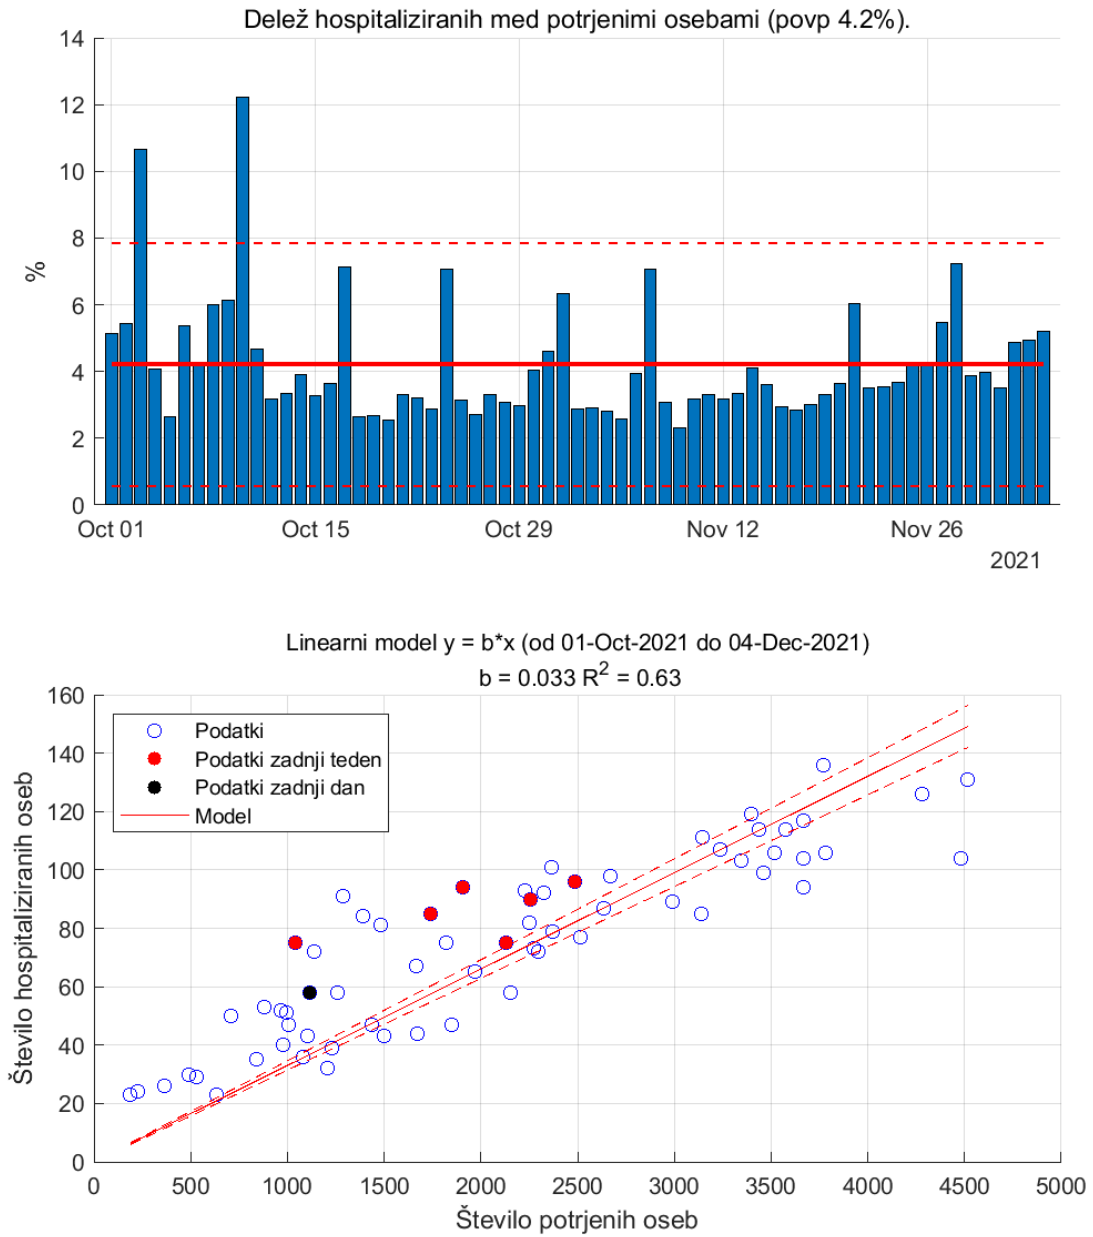 Delež hospitaliziranih med potrjenimi osebami (povp 4.2%).
14
12
10
8
6
4
2
0
%
Oct 01
Oct 15
Oct 29
Nov 12
Nov 26
2021
Linearni model y = b*x (od 01-Oct-2021 do 04-Dec-2021)
b = 0.033 R² = 0.63
160
140
120
100
80
60
40
20
0
Število hospitaliziranih oseb
Podatki
Podatki zadnji teden
Podatki zadnji dan
Model
0
500
1000
1500
2000
2500
3000
3500
4000
4500
5000
Število potrjenih oseb